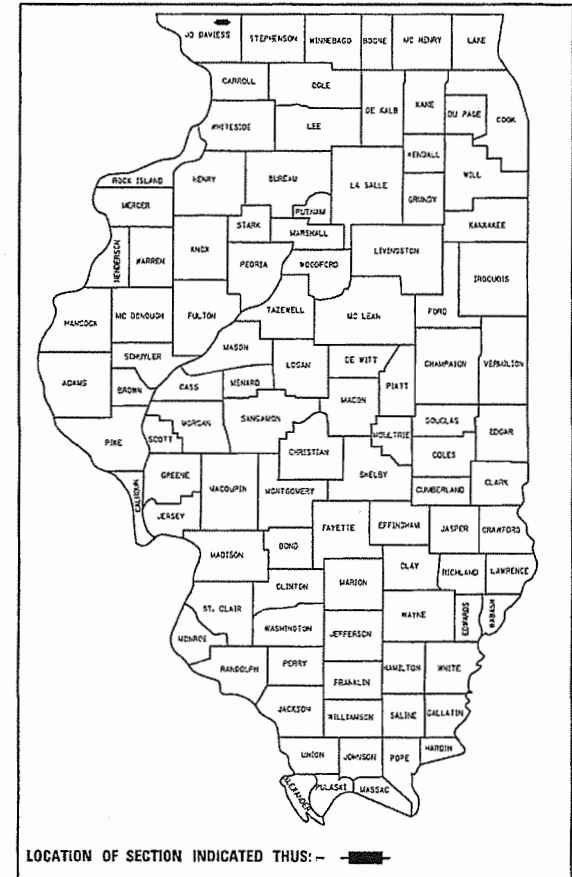 JO DAVIESS STEPHENSON WINNEBAGO BOONE MC HENRY LAKE
CARROLL OGLE DE KALB KANE DU PAGE COOK
WHITESIDE LEE
KENDALL WILL
ROCK ISLAND HENRY BUREAU LA SALLE GRUNDY
MERCER PUTNAM
STARK MARSHALL KANKAKEE
HENDERSON WARREN KNOX PEORIA WOODFORD LIVINGSTON IROQUOIS
HANCOCK MC DONOUGH FULTON TAZEWELL MC LEAN FORD
MASON
SCHUYLER LOGAN DE WITT CHAMPAIGN VERMILION
ADAMS BROWN CASS MENARD PIATT
MACON
PIKE SCOTT MORGAN SANGAMON CHRISTIAN MOULTRIE DOUGLAS EDGAR
COLES
CALHOUN GREENE MACOUPIN MONTGOMERY SHELBY CUMBERLAND CLARK
JERSEY FAYETTE EFFINGHAM JASPER CRAWFORD
MADISON BOND
CLAY RICHLAND LAWRENCE
CLINTON MARION
ST. CLAIR WAYNE EDWARDS WABASH
MONROE WASHINGTON JEFFERSON
RANDOLPH PERRY HAMILTON WHITE
FRANKLIN
JACKSON WILLIAMSON SALINE GALLATIN
UNION JOHNSON POPE HARDIN
ALEXANDER PULASKI MASSAC
LOCATION OF SECTION INDICATED THUS: -